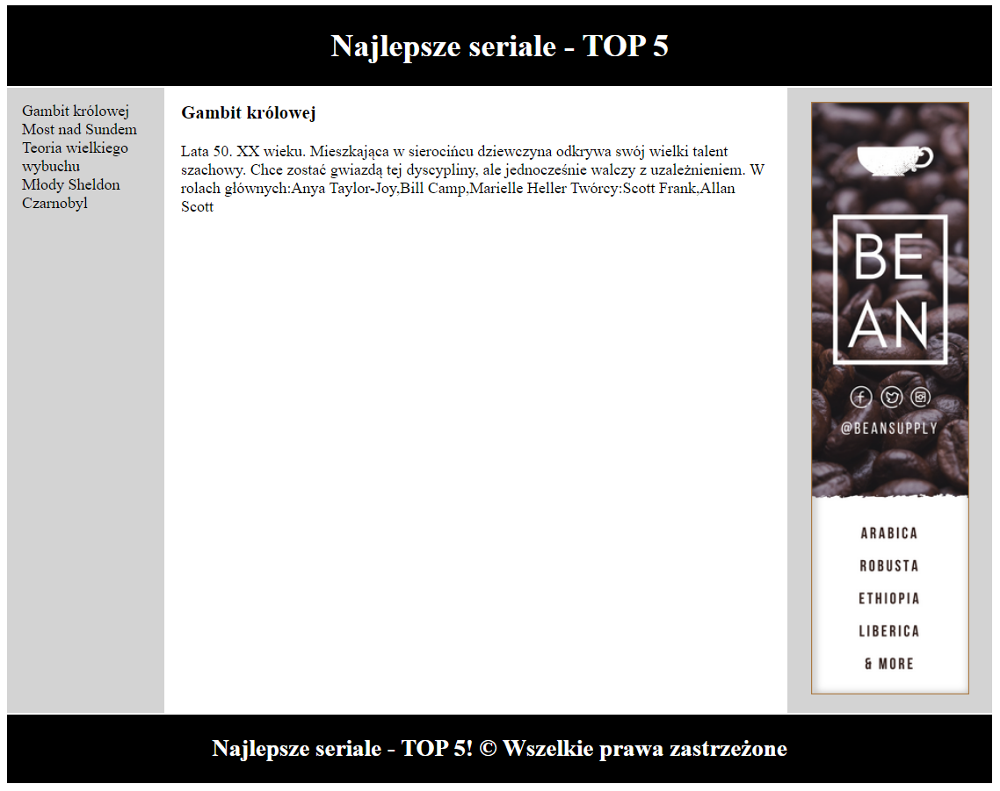 Najlepsze seriale - TOP 5
Gambit królowej
Most nad Sundem
Teoria wielkiego
wybuchu
Młody Sheldon
Czarnobyl
Gambit królowej
Lata 50. XX wieku. Mieszkająca w sierocińcu dziewczyna odkrywa swój wielki talent
szachowy. Chce zostać gwiazdą tej dyscypliny, ale jednocześnie walczy z uzależnieniem. W
rolach głównych:Anya Taylor-Joy,Bill Camp,Marielle Heller Twórcy:Scott Frank,Allan
Scott
BE
AN
@BEANSUPPLY
ARABICA
ROBUSTA
ETHIOPIA
LIBERICA
& MORE
Najlepsze seriale - TOP 5! © Wszelkie prawa zastrzeżone